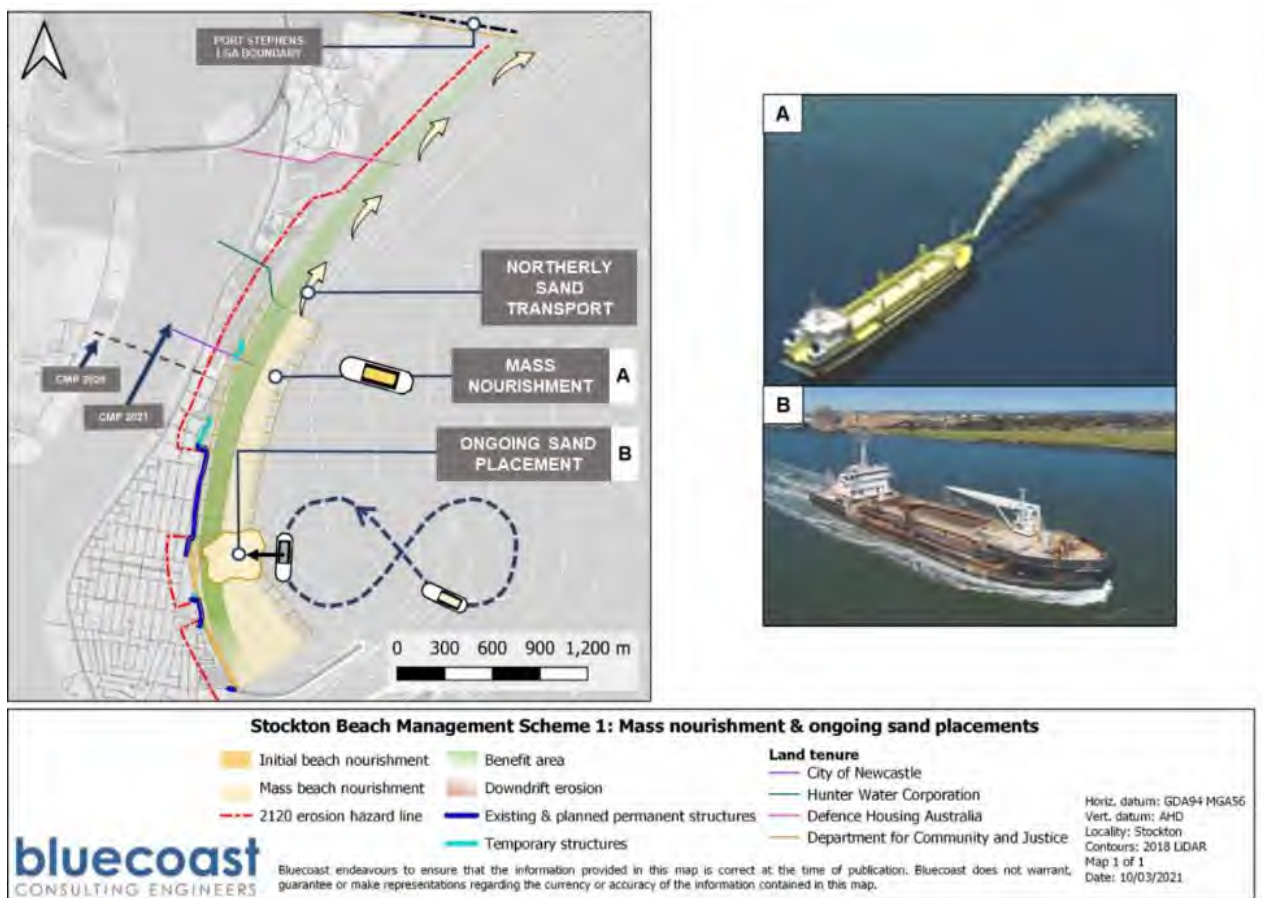 PORT STEPHENS
LGA BOUNDARY
NORTHERLY
SAND
TRANSPORT
MASS
NOURISHMENT
A
ONGOING SAND
PLACEMENT
B
CMP 2020
CMP 2021
0 300 600 900 1,200 m
A
B
Stockton Beach Management Scheme 1: Mass nourishment & ongoing sand placements
Initial beach nourishment
Mass beach nourishment
2120 erosion hazard line
Benefit area
Downdrift erosion
Existing & planned permanent structures
Temporary structures
Land tenure
City of Newcastle
Hunter Water Corporation
Defence Housing Australia
Department for Community and Justice
Horiz. datum: GDA94 MGA56
Vert. datum: AHD
Locality: Stockton
Contours: 2018 LiDAR
Map 1 of 1
Date: 10/03/2021
bluecoast
CONSULTING ENGINEERS
Bluecoast endeavours to ensure that the information provided in this map is correct at the time of publication. Bluecoast does not warrant,
guarantee or make representations regarding the currency or accuracy of the information contained in this map.